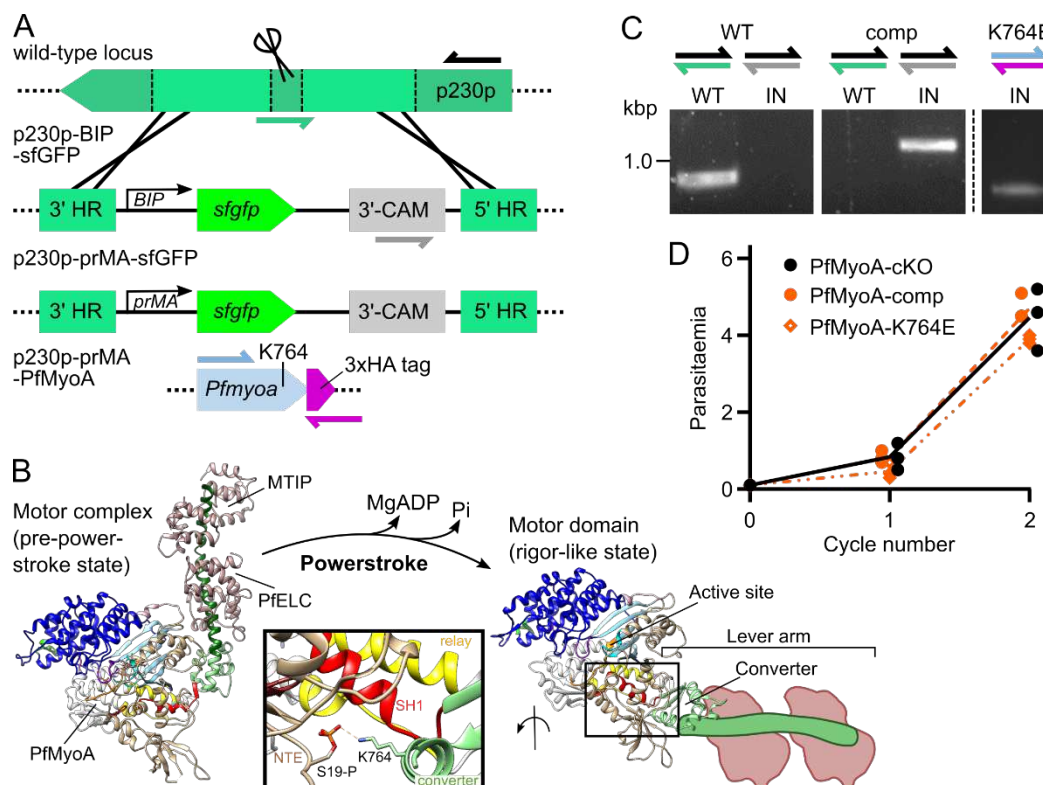 A
wild-type locus
p230p
p230p-BIP
-sfGFP
3' HR
BIP
sfgfp
3'-CAM
5' HR
p230p-prMA-sfGFP
3' HR
prMA
sfgfp
3'-CAM
5' HR
p230p-prMA
-PfMyoA
K764
3xHA tag
Pfmyoa
B
Motor complex
(pre-power-
stroke state)
MTIP
PfELC
PfMyoA
MgADP
Pi
Powerstroke
relay
SH1
NTE
S19-P
K764
converter
Motor domain
(rigor-like state)
Active site
Lever arm
Converter
C
WT
comp
K764E
WT
IN
WT
IN
IN
kbp
1.0
D
6
4
2
0
Parasitaemia
PfMyoA-cKO
PfMyoA-comp
PfMyoA-K764E
0
1
2
Cycle number